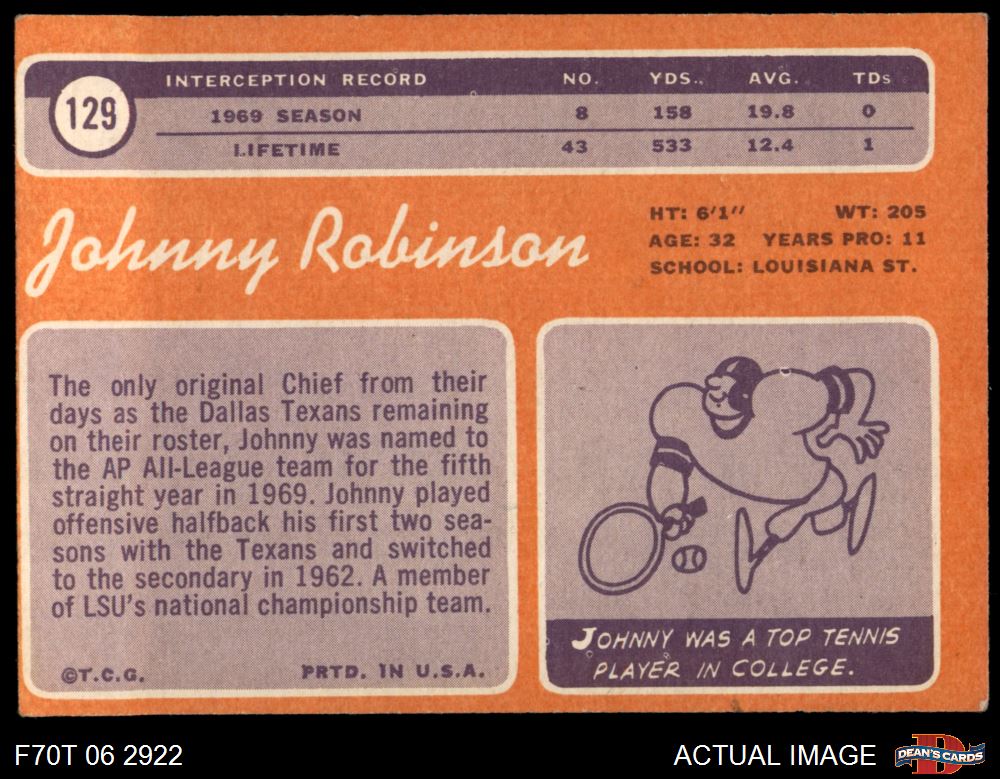 129
INTERCEPTION RECORD NO. YDS. AVG. TDs
1969 SEASON 8 158 19.8 0
LIFETIME 43 533 12.4 1
Johnny Robinson
HT: 6'1" WT: 205
AGE: 32 YEARS PRO: 11
SCHOOL: LOUISIANA ST.
The only original Chief from their
days as the Dallas Texans remaining
on their roster, Johnny was named to
the AP All-League team for the fifth
straight year in 1969. Johnny played
offensive halfback his first two sea-
sons with the Texans and switched
to the secondary in 1962. A member
of LSU's national championship team.
©T.C.G. PRTD. IN U.S.A.
JOHNNY WAS A TOP TENNIS
PLAYER IN COLLEGE.
F70T 06 2922 ACTUAL IMAGE D DEAN'S CARDS